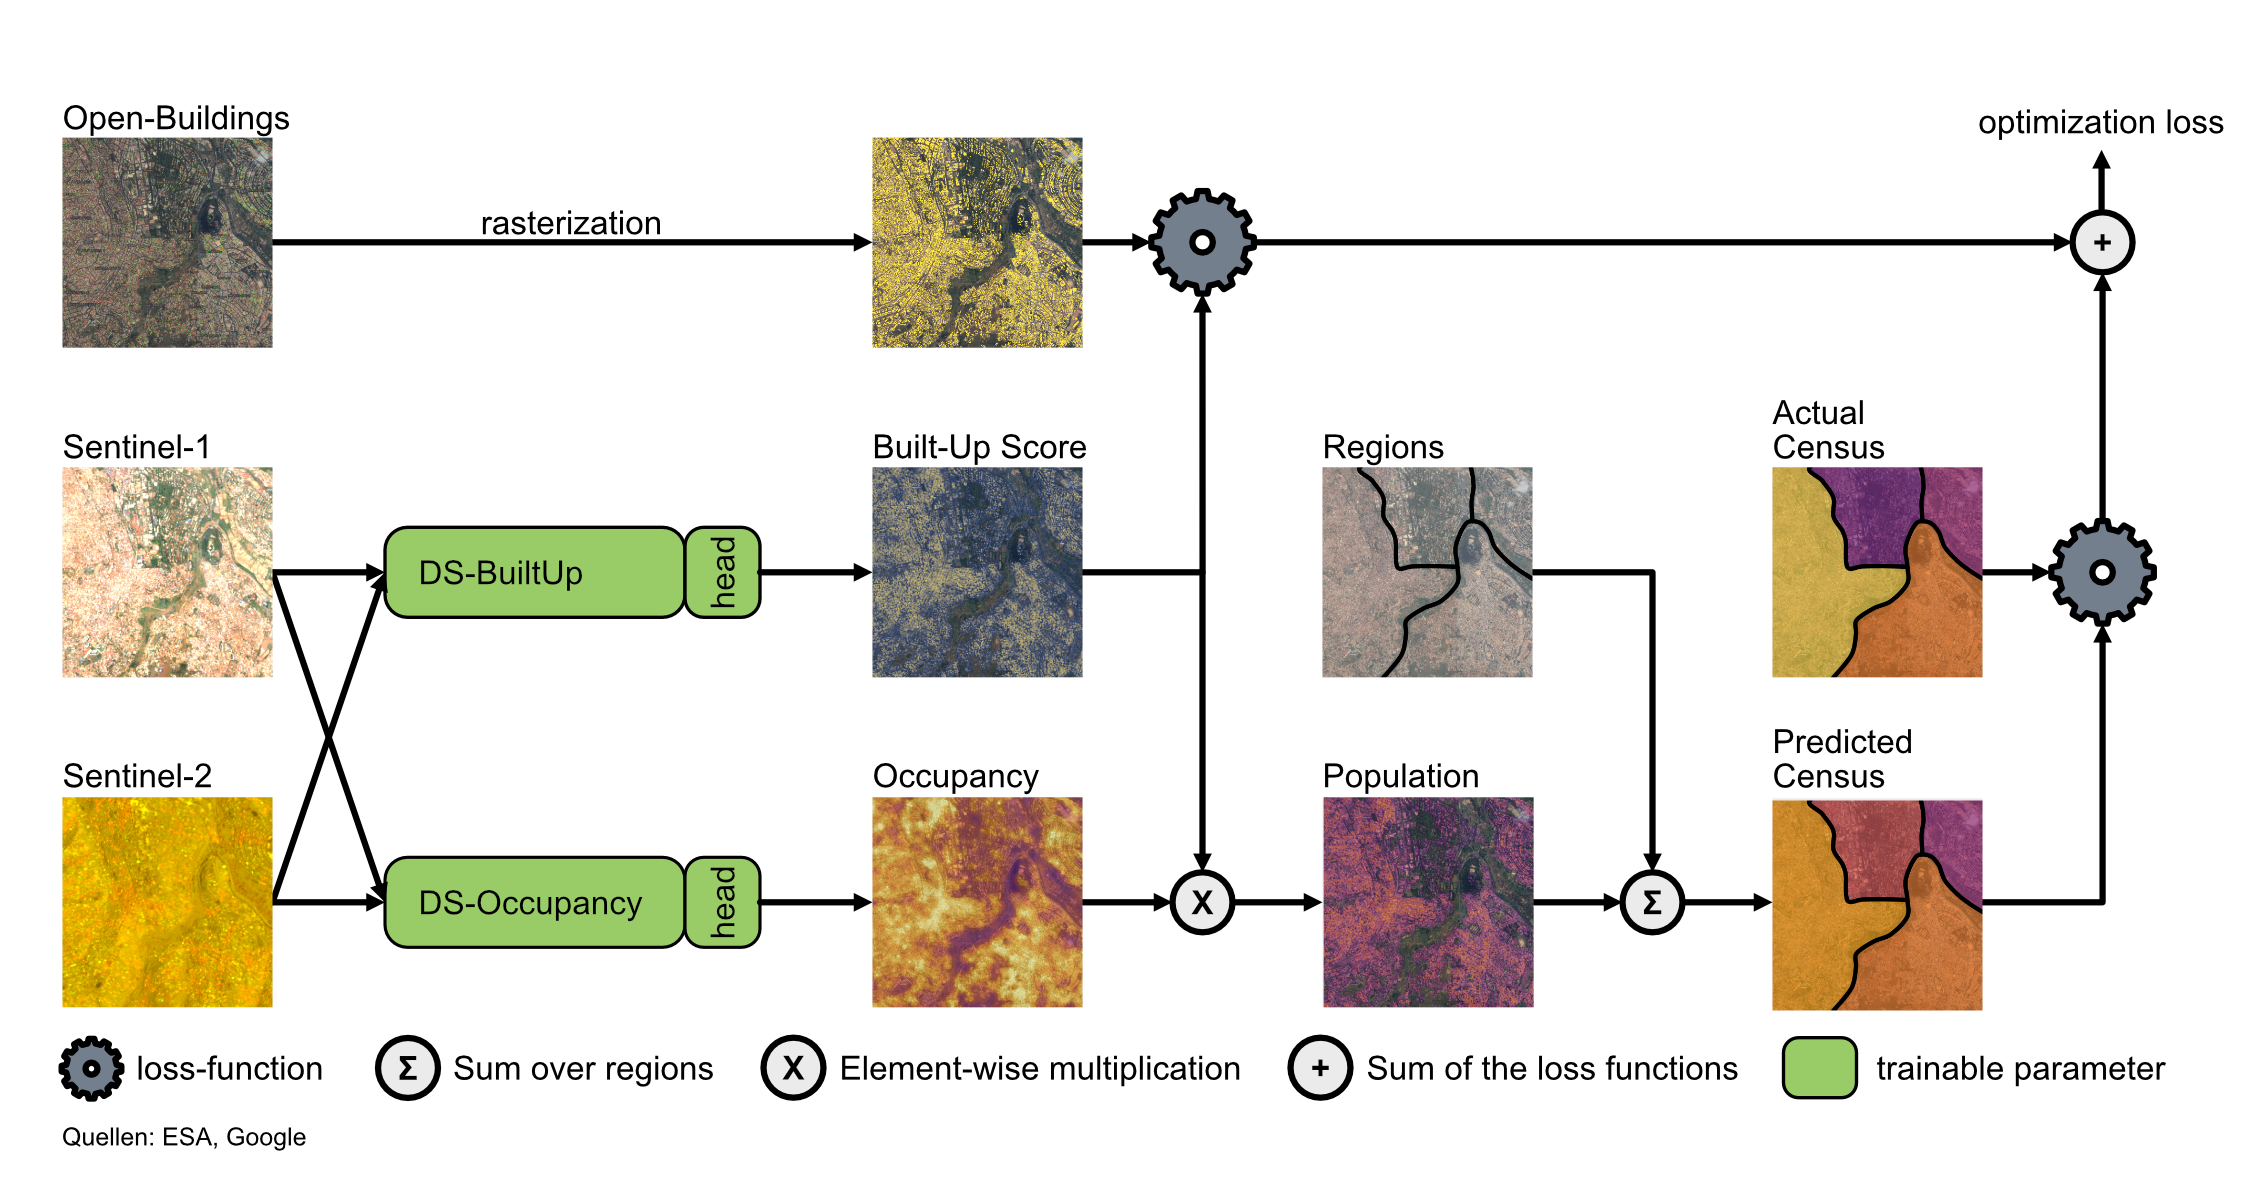 Open-Buildings
optimization loss
rasterization
+
Actual
Census
Sentinel-1
Built-Up Score
Regions
DS-BuiltUp
head
Predicted
Census
Sentinel-2
Occupancy
Population
DS-Occupancy
head
X
Σ
loss-function
Σ Sum over regions
X Element-wise multiplication
+ Sum of the loss functions
trainable parameter
Quellen: ESA, Google